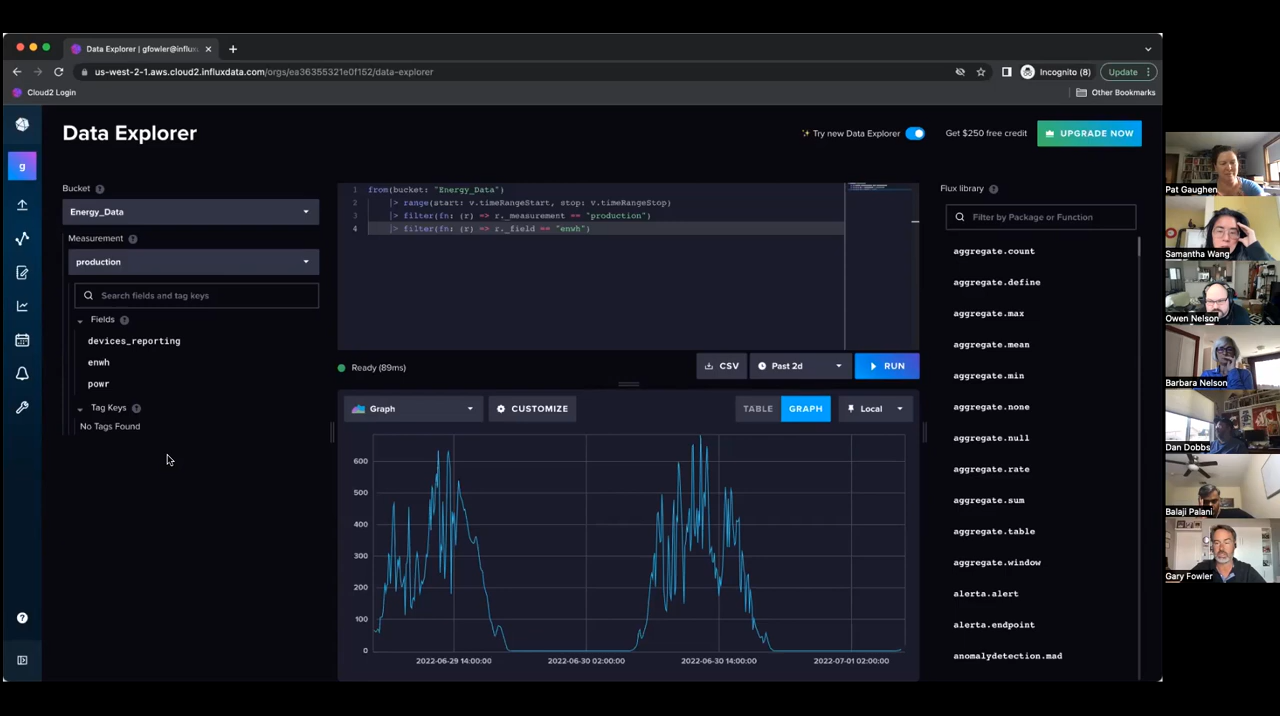 Data Explorer | gfowler@influx
us-west-2-1.aws.cloud2.influxdata.com/orgs/ea36355321e0f152/data-explorer
Incognito (8)
Update
Cloud2 Login
Other Bookmarks
Data Explorer
Try new Data Explorer
Get $250 free credit
UPGRADE NOW
g
Bucket
Energy_Data
Measurement
production
Search fields and tag keys
Fields
devices_reporting
enwh
powr
Tag Keys
No Tags Found
1 from(bucket: "Energy_Data")
2 |> range(start: v.timeRangeStart, stop: v.timeRangeStop)
3 |> filter(fn: (r) => r._measurement == "production")
4 |> filter(fn: (r) => r._field == "enwh")
Ready (89ms)
CSV
Past 2d
RUN
Graph
CUSTOMIZE
TABLE
GRAPH
Local
600
500
400
300
200
100
0
2022-06-29 14:00:00
2022-06-30 02:00:00
2022-06-30 14:00:00
2022-07-01 02:00:00
Flux library
Filter by Package or Function
aggregate.count
aggregate.define
aggregate.max
aggregate.mean
aggregate.min
aggregate.none
aggregate.null
aggregate.rate
aggregate.sum
aggregate.table
aggregate.window
alerta.alert
alerta.endpoint
anomalydetection.mad
Pat Gaughen
Samantha Wang
Owen Nelson
Barbara Nelson
Dan Dobbs
Balaji Palani
Gary Fowler